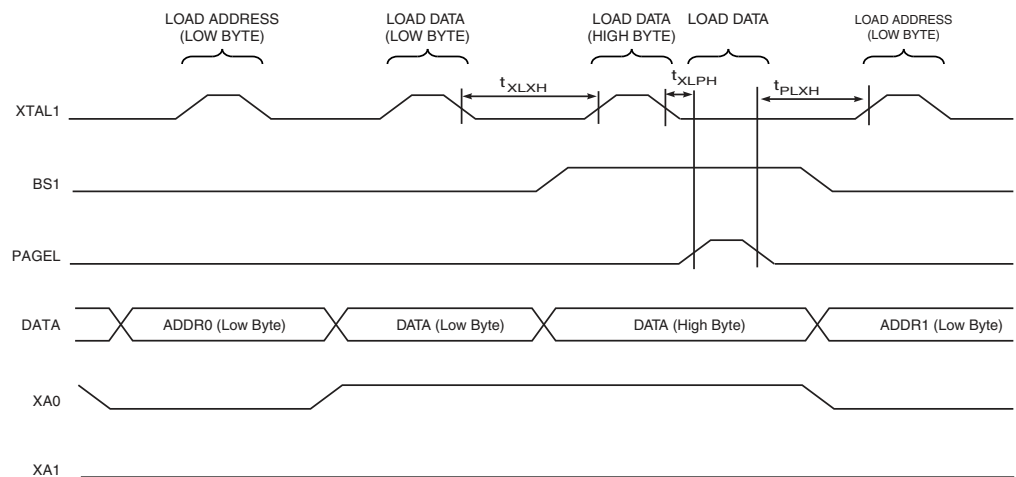 LOAD ADDRESS
(LOW BYTE)
LOAD DATA
(LOW BYTE)
LOAD DATA
(HIGH BYTE)
LOAD DATA
LOAD ADDRESS
(LOW BYTE)
XTAL1
tXLXH
tXLPH
tPLXH
BS1
PAGEL
DATA
ADDR0 (Low Byte)
DATA (Low Byte)
DATA (High Byte)
ADDR1 (Low Byte)
XA0
XA1